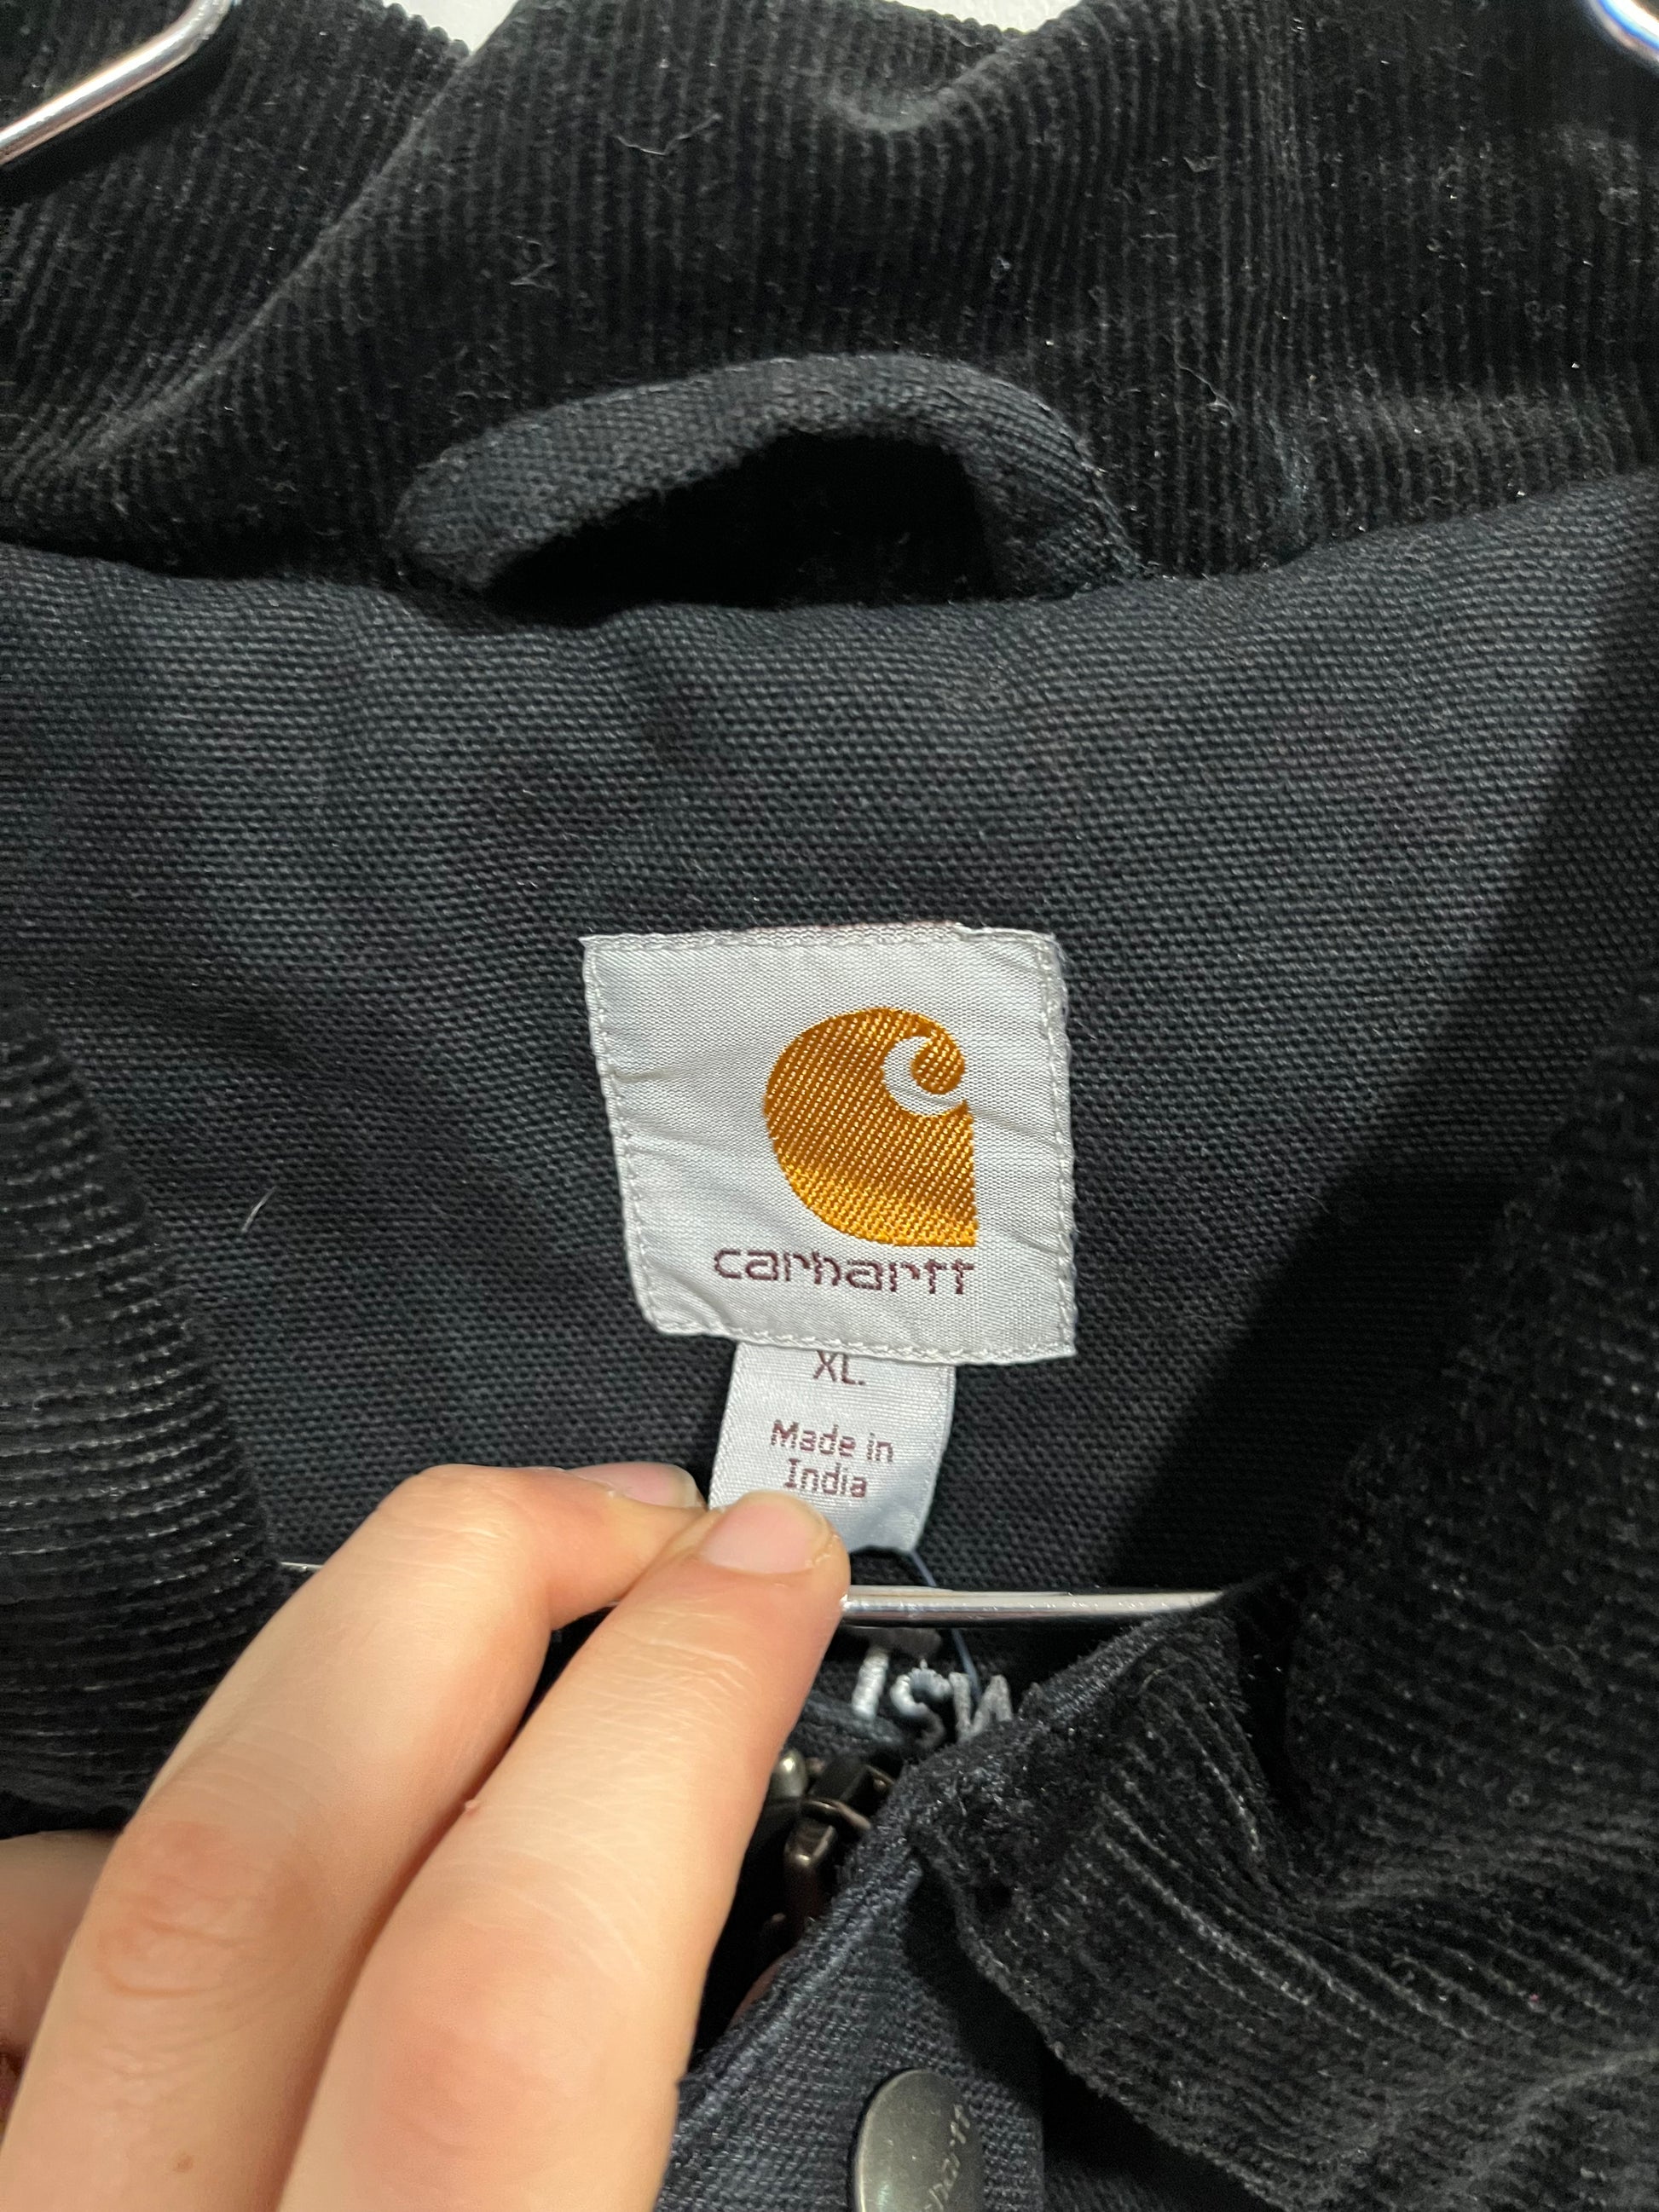 carhartt
XL.
Made in
India